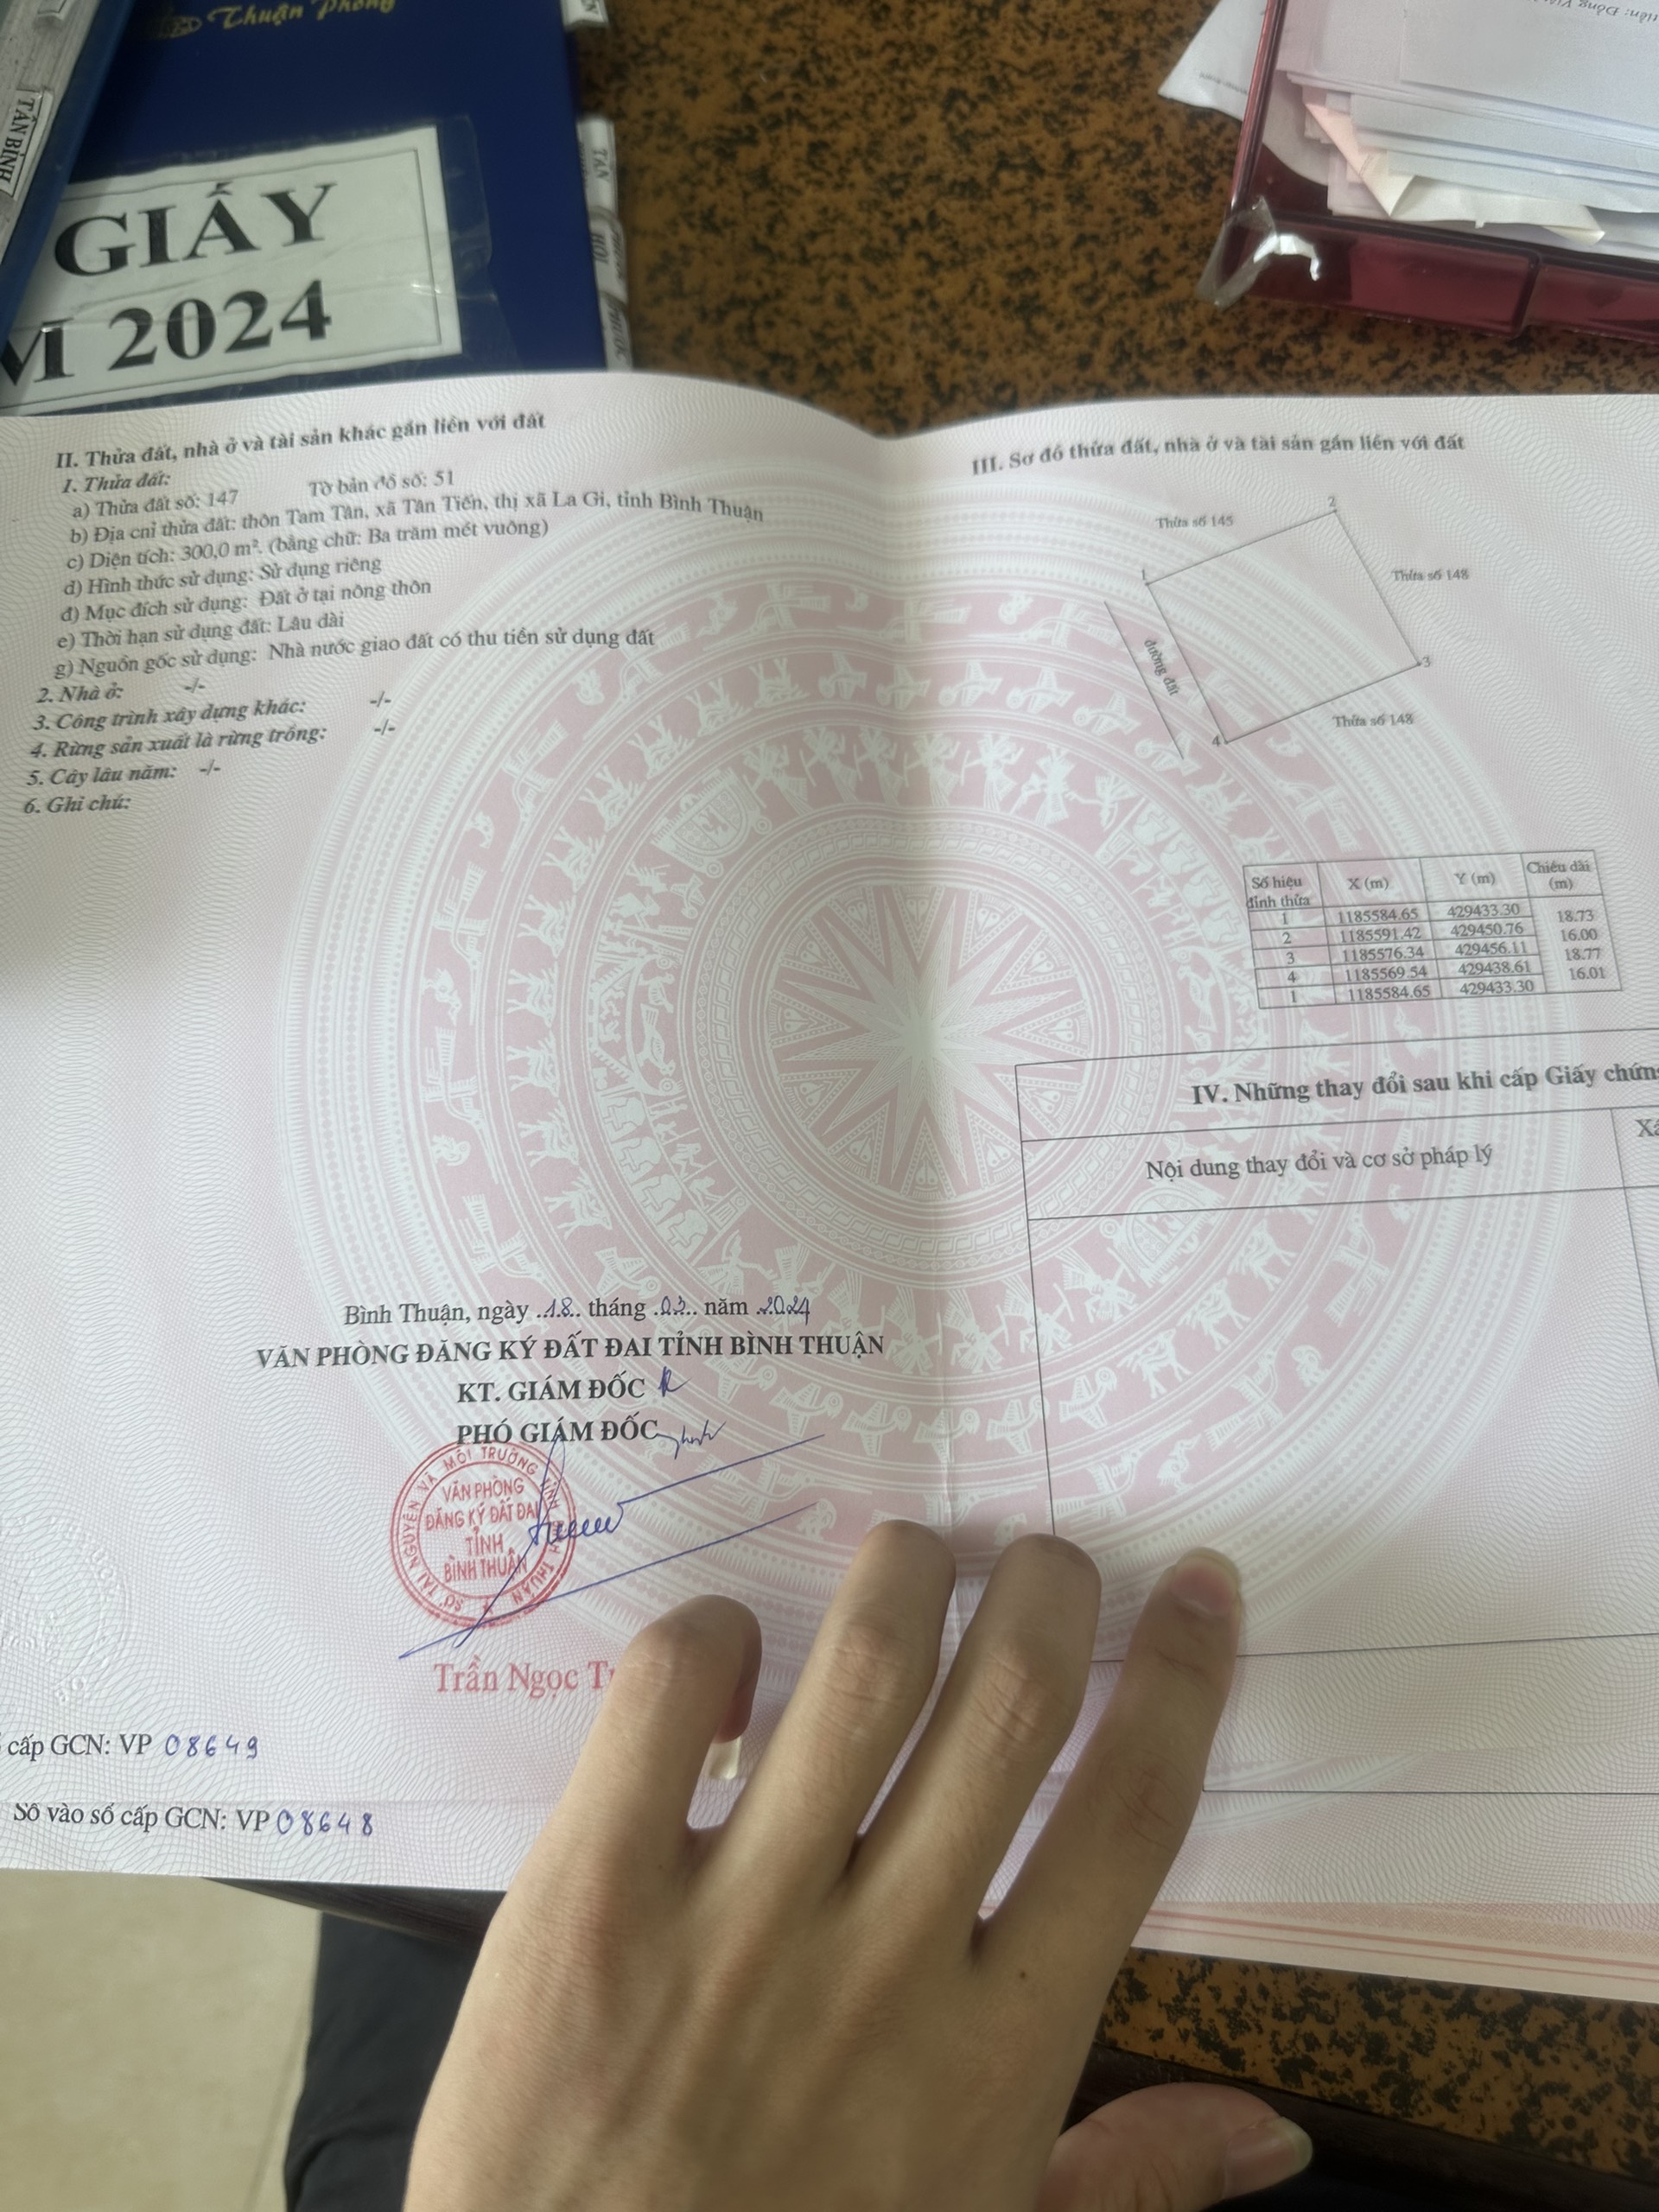 Thuận Phong
TÂN BÌNH
GIẤY
M 2024
TÂN
II. Thửa đất, nhà ở và tài sản khác gắn liền với đất
1. Thửa đất:
a) Thửa đất số: 147 Tờ bản đồ số: 51
b) Địa chỉ thửa đất: thôn Tam Tân, xã Tân Tiến, thị xã La Gi, tỉnh Bình Thuận
c) Diện tích: 300,0 m². (bằng chữ: Ba trăm mét vuông)
d) Hình thức sử dụng: Sử dụng riêng
đ) Mục đích sử dụng: Đất ở tại nông thôn
e) Thời hạn sử dụng đất: Lâu dài
g) Nguồn gốc sử dụng: Nhà nước giao đất có thu tiền sử dụng đất
2. Nhà ở: -/-
3. Công trình xây dựng khác: -/-
4. Rừng sản xuất là rừng trồng: -/-
5. Cây lâu năm: -/-
6. Ghi chú:
Bình Thuận, ngày ..18.. tháng .03.. năm .2024
VĂN PHÒNG ĐĂNG KÝ ĐẤT ĐAI TỈNH BÌNH THUẬN
KT. GIÁM ĐỐC
PHÓ GIÁM ĐỐC
SỞ TÀI NGUYÊN VÀ MÔI TRƯỜNG TỈNH BÌNH THUẬN
VĂN PHÒNG
ĐĂNG KÝ ĐẤT ĐAI
TỈNH
BÌNH THUẬN
Trần Ngọc
cấp GCN: VP 08649
Số vào sổ cấp GCN: VP 08648
III. Sơ đồ thửa đất, nhà ở và tài sản gắn liền với đất
2
Thửa số 145
1
Thửa số 148
đường đất
3
Thửa số 148
4
Số hiệu đỉnh thửa X (m) Y (m) Chiều dài (m)
1 1185584.65 429433.30
18.73
2 1185591.42 429450.76
16.00
3 1185576.34 429456.11
18.77
4 1185569.54 429438.61
16.01
1 1185584.65 429433.30
IV. Những thay đổi sau khi cấp Giấy chứn
Nội dung thay đổi và cơ sở pháp lý